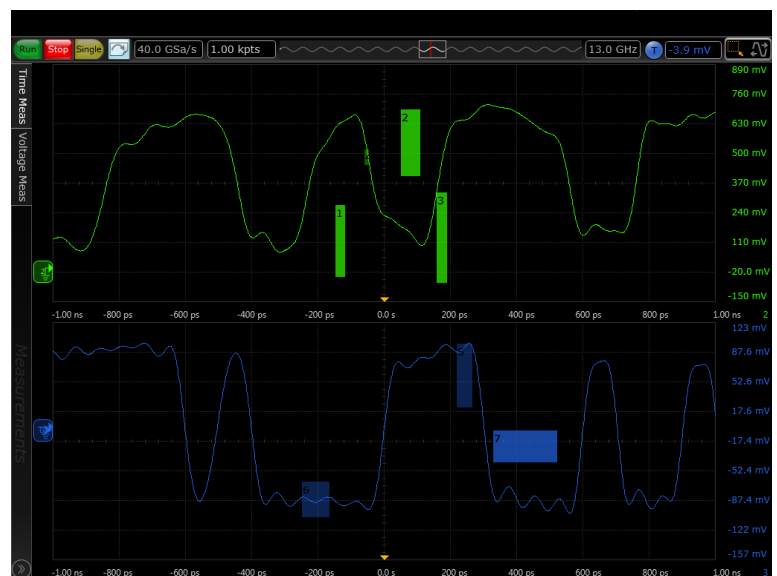 Run Stop Single 40.0 GSa/s 1.00 kpts 13.0 GHz T -3.9 mV
Time Meas
Voltage Meas
Measurements
890 mV
760 mV
630 mV
500 mV
370 mV
240 mV
110 mV
-20.0 mV
-150 mV
2
1
3
-1.00 ns -800 ps -600 ps -400 ps -200 ps 0.0 s 200 ps 400 ps 600 ps 800 ps 1.00 ns 2
123 mV
87.6 mV
52.6 mV
17.6 mV
-17.4 mV
-52.4 mV
-87.4 mV
-122 mV
-157 mV
7
-1.00 ns -800 ps -600 ps -400 ps -200 ps 0.0 s 200 ps 400 ps 600 ps 800 ps 1.00 ns 3